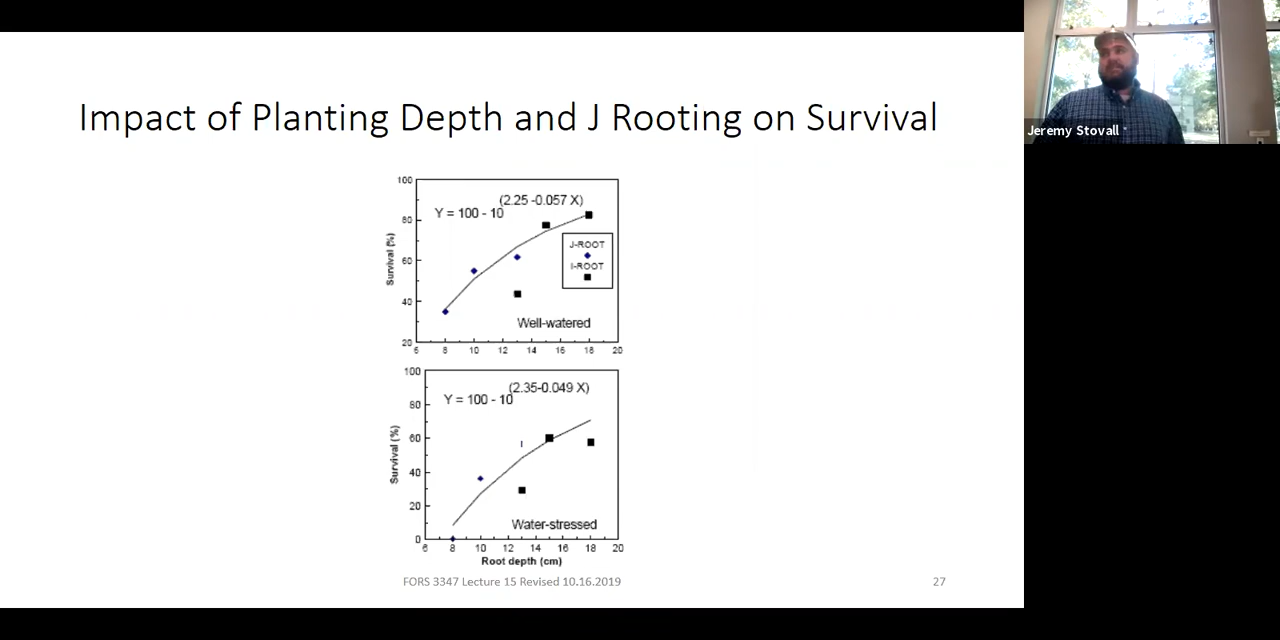 Impact of Planting Depth and J Rooting on Survival
Jeremy Stovall
100
80
60
40
20
Survival (%)
(2.25 -0.057 X)
Y = 100 - 10
J-ROOT
I-ROOT
Well-watered
6 8 10 12 14 16 18 20
100
80
60
40
20
0
Survival (%)
(2.35-0.049 X)
Y = 100 - 10
Water-stressed
6 8 10 12 14 16 18 20
Root depth (cm)
FORS 3347 Lecture 15 Revised 10.16.2019
27